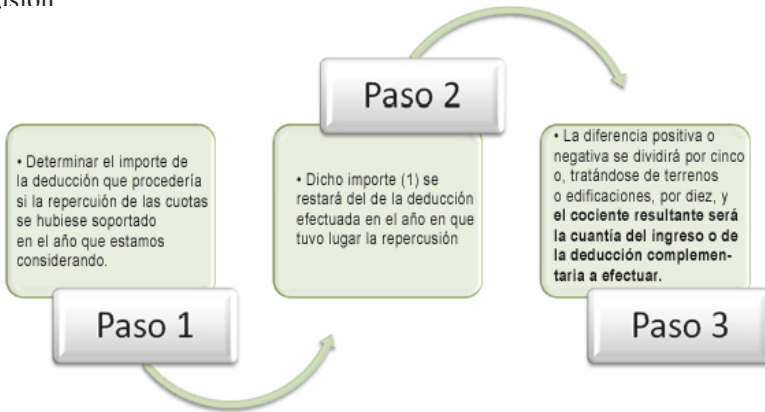 • Determinar el importe de
la deducción que procedería
si la repercuión de las cuotas
se hubiese soportado
en el año que estamos
considerando.
Paso 1
Paso 2
• Dicho importe (1) se
restará del de la deducción
efectuada en el año en que
tuvo lugar la repercusión
• La diferencia positiva o
negativa se dividirá por cinco
o, tratándose de terrenos
o edificaciones, por diez, y
el cociente resultante será
la cuantía del ingreso o de
la deducción complemen-
taria a efectuar.
Paso 3